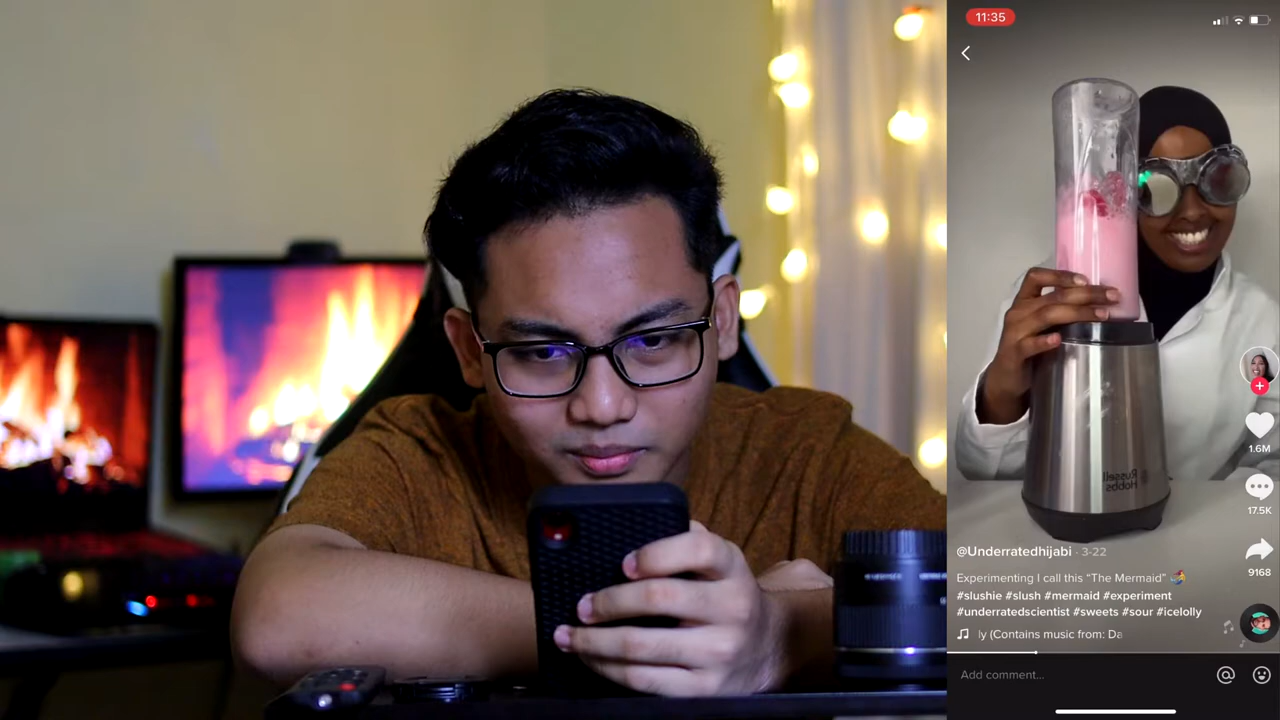 11:35
Russell
Hobbs
1.6M
17.5K
9168
@Underratedhijabi · 3-22
Experimenting I call this “The Mermaid” 🧜
#slushie #slush #mermaid #experiment
#underratedscientist #sweets #sour #icelolly
ly (Contains music from: Da
Add comment...